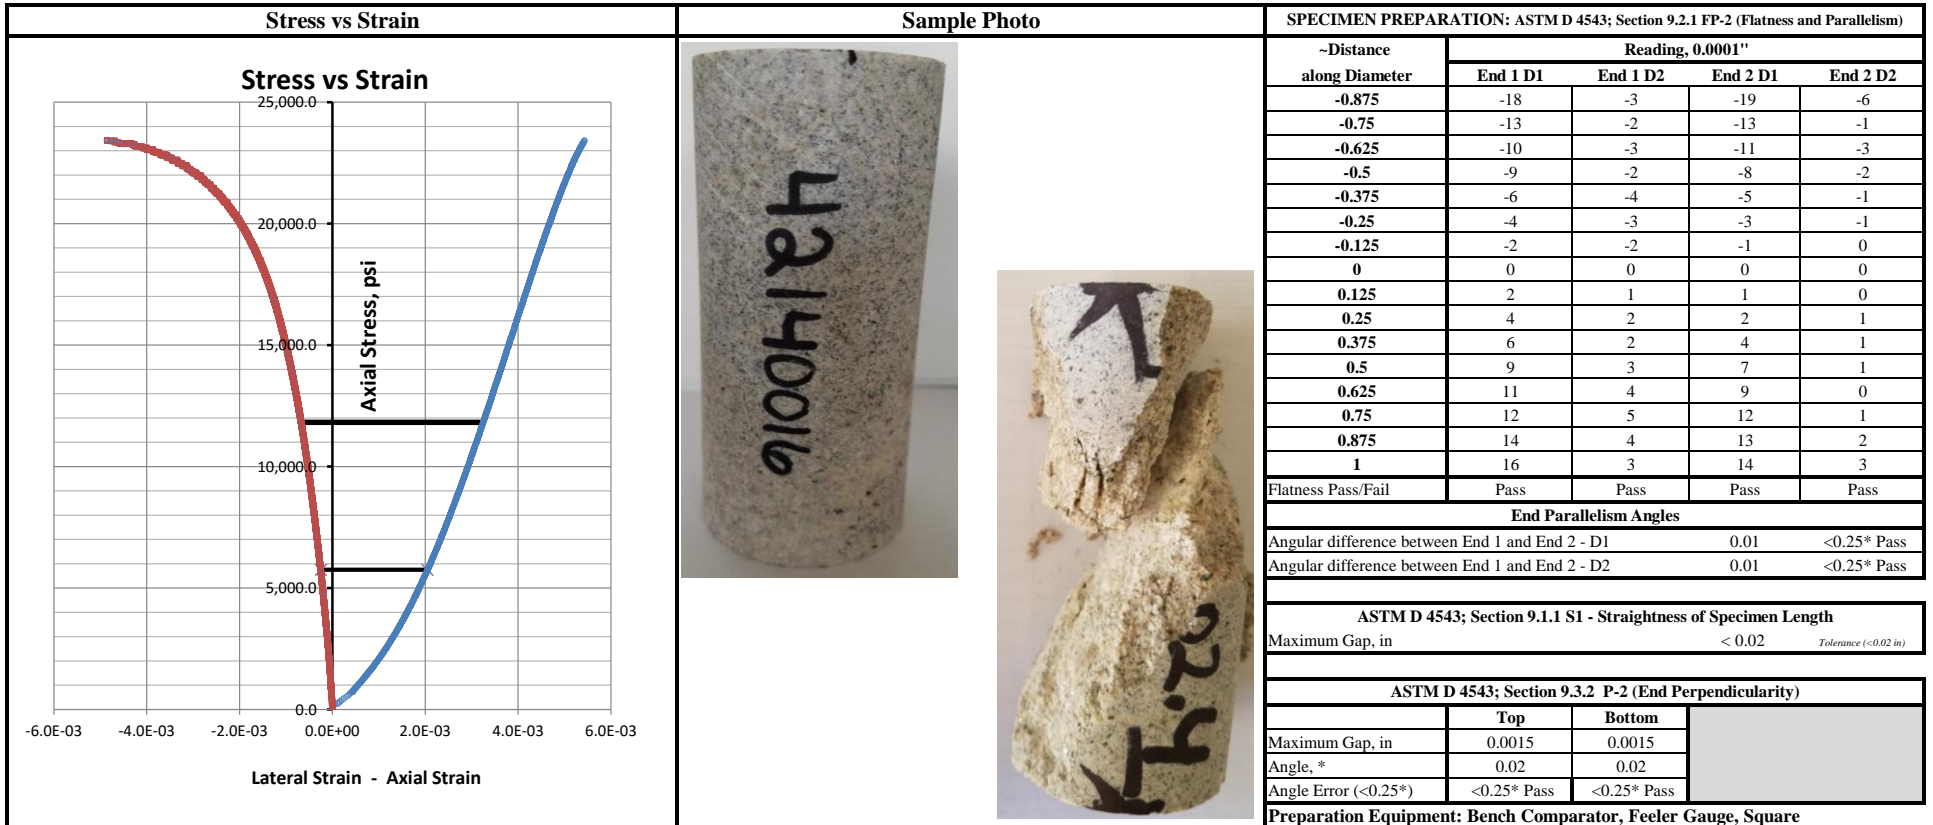 Stress vs Strain
Sample Photo
Stress vs Strain
25,000.0
20,000.0
15,000.0
10,000.0
5,000.0
0.0
Axial Stress, psi
-6.0E-03 -4.0E-03 -2.0E-03 0.0E+00 2.0E-03 4.0E-03 6.0E-03
Lateral Strain - Axial Strain
42140016
4.20
SPECIMEN PREPARATION: ASTM D 4543; Section 9.2.1 FP-2 (Flatness and Parallelism)
~Distance Reading, 0.0001"
along Diameter End 1 D1 End 1 D2 End 2 D1 End 2 D2
-0.875 -18 -3 -19 -6
-0.75 -13 -2 -13 -1
-0.625 -10 -3 -11 -3
-0.5 -9 -2 -8 -2
-0.375 -6 -4 -5 -1
-0.25 -4 -3 -3 -1
-0.125 -2 -2 -1 0
0 0 0 0 0
0.125 2 1 1 0
0.25 4 2 2 1
0.375 6 2 4 1
0.5 9 3 7 1
0.625 11 4 9 0
0.75 12 5 12 1
0.875 14 4 13 2
1 16 3 14 3
Flatness Pass/Fail Pass Pass Pass Pass
End Parallelism Angles
Angular difference between End 1 and End 2 - D1 0.01 <0.25* Pass
Angular difference between End 1 and End 2 - D2 0.01 <0.25* Pass
ASTM D 4543; Section 9.1.1 S1 - Straightness of Specimen Length
Maximum Gap, in < 0.02 Tolerance (<0.02 in)
ASTM D 4543; Section 9.3.2 P-2 (End Perpendicularity)
Top Bottom
Maximum Gap, in 0.0015 0.0015
Angle, * 0.02 0.02
Angle Error (<0.25*) <0.25* Pass <0.25* Pass
Preparation Equipment: Bench Comparator, Feeler Gauge, Square